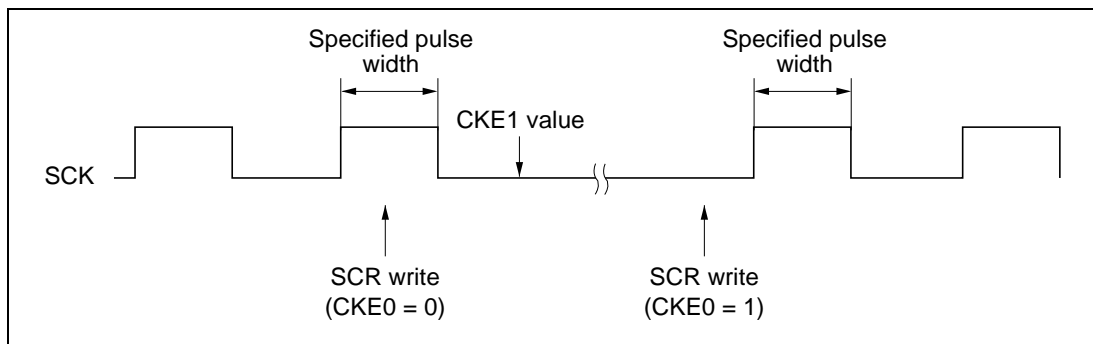 Specified pulse
width
Specified pulse
width
CKE1 value
SCK
SCR write
(CKE0 = 0)
SCR write
(CKE0 = 1)